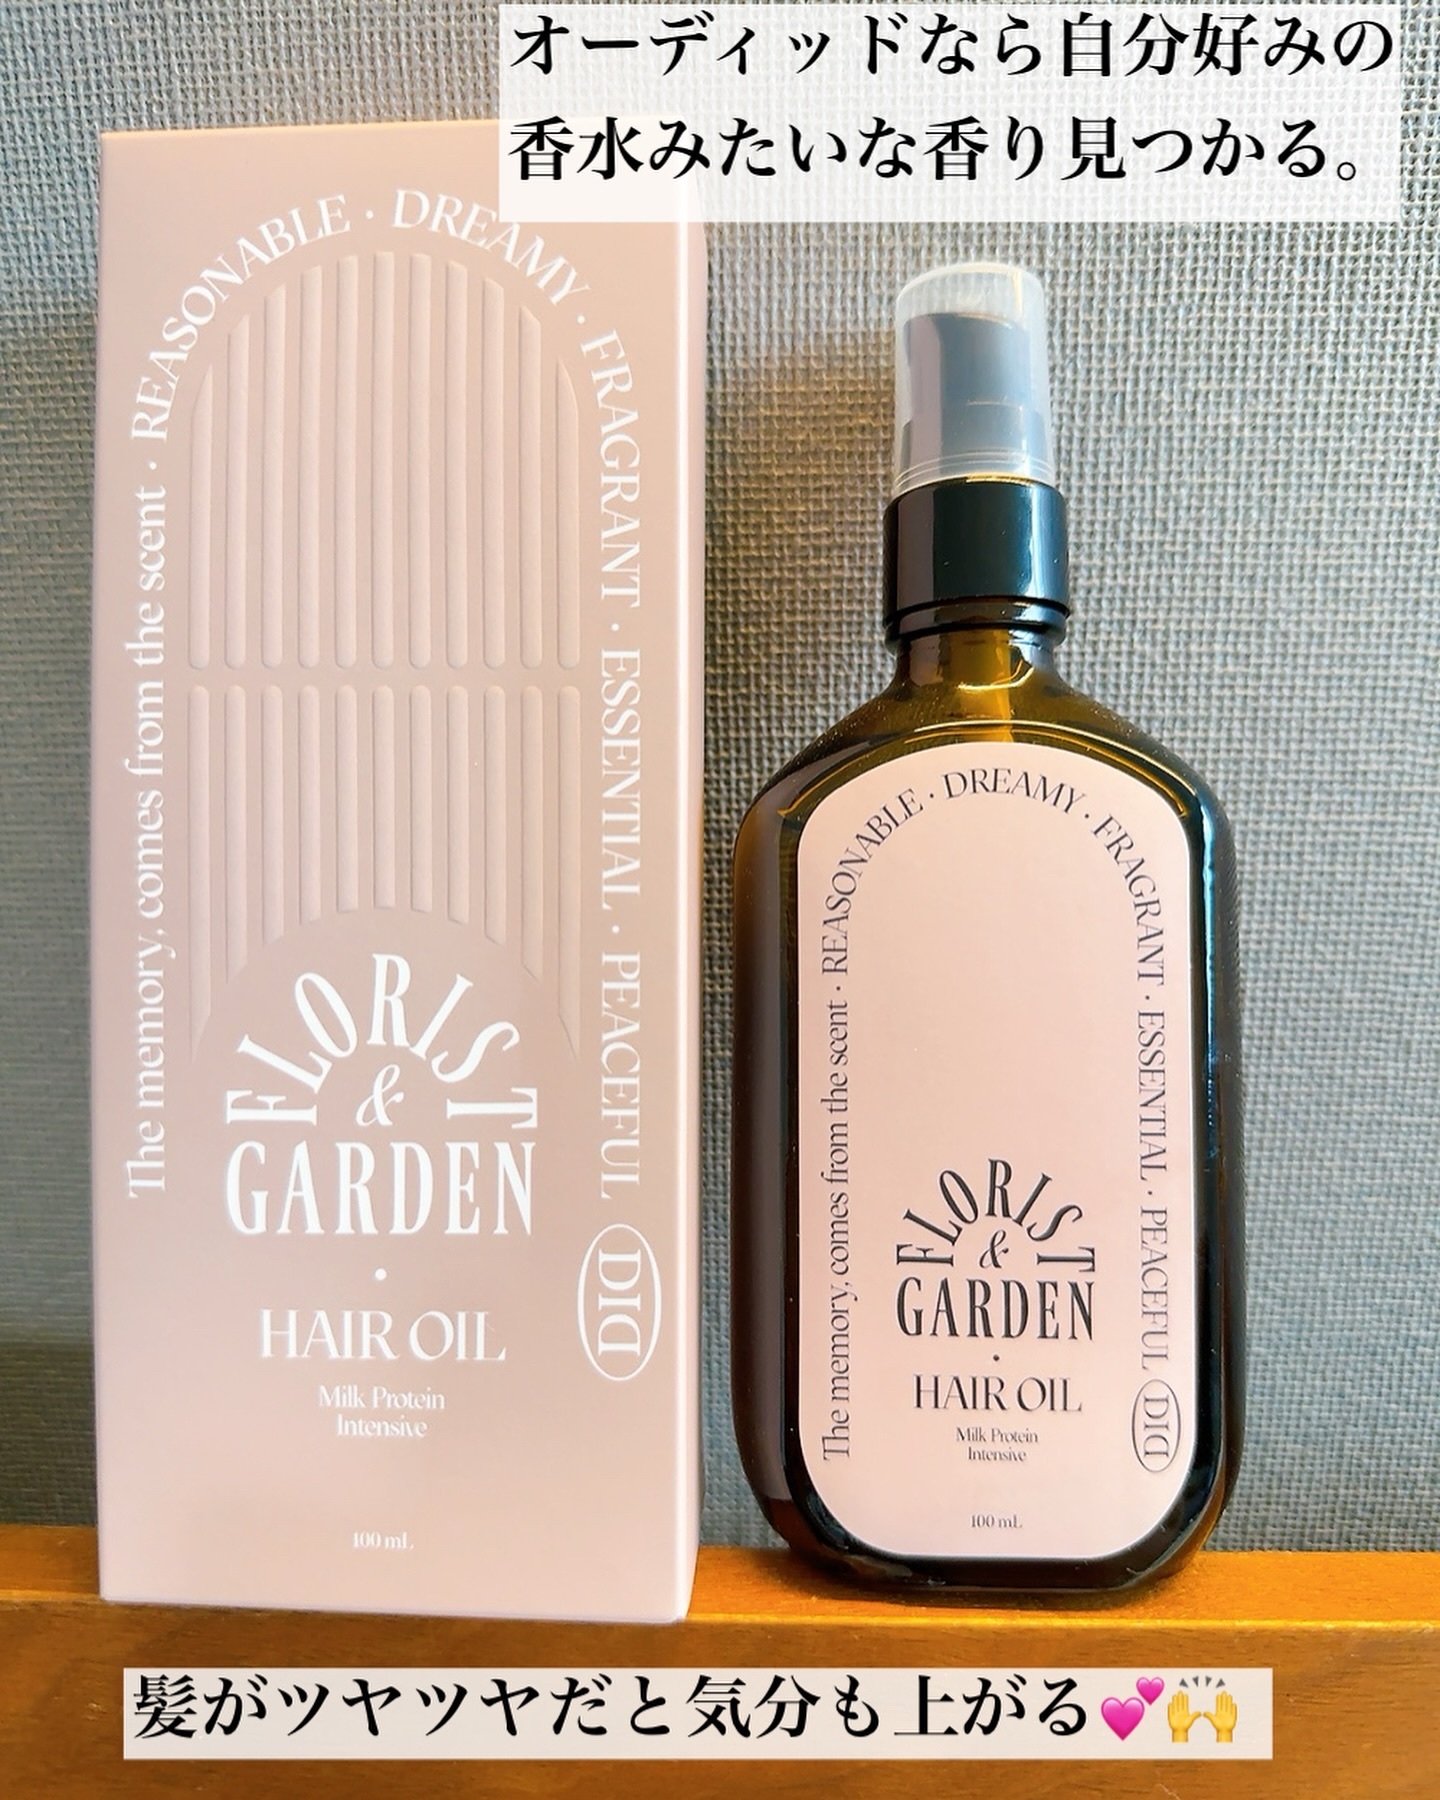 オーディッドなら自分好みの
香水みたいな香り見つかる。
The memory, comes from the scent · REASONABLE · DREAMY · FRAGRANT · ESSENTIAL · PEACEFUL
DID
FLORIST
&
GARDEN
HAIR OIL
Milk Protein
Intensive
100 mL
The memory, comes from the scent · REASONABLE · DREAMY · FRAGRANT · ESSENTIAL · PEACEFUL
DID
FLORIST
&
GARDEN
HAIR OIL
Milk Protein
Intensive
100 mL
髪がツヤツヤだと気分も上がる💕🙌